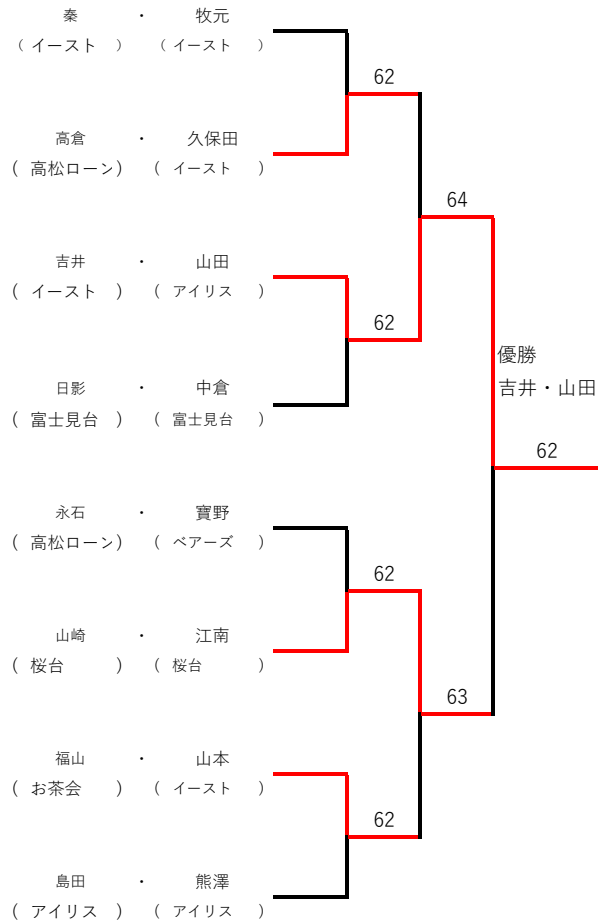 秦 ・ 牧元
( イースト ) ( イースト )
62
高倉 ・ 久保田
( 高松ローン) ( イースト )
64
吉井 ・ 山田
( イースト ) ( アイリス )
62
優勝
吉井・山田
日影 ・ 中倉
( 富士見台 ) ( 富士見台 )
62
永石 ・ 寶野
( 高松ローン) ( ベアーズ )
62
山崎 ・ 江南
( 桜台 ) ( 桜台 )
63
福山 ・ 山本
( お茶会 ) ( イースト )
62
島田 ・ 熊澤
( アイリス ) ( アイリス )